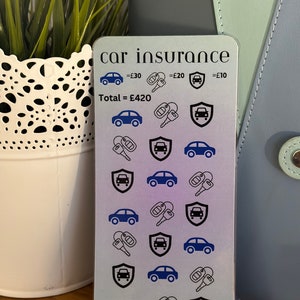 car insurance
=£30 =£20 =£10
Total = £420